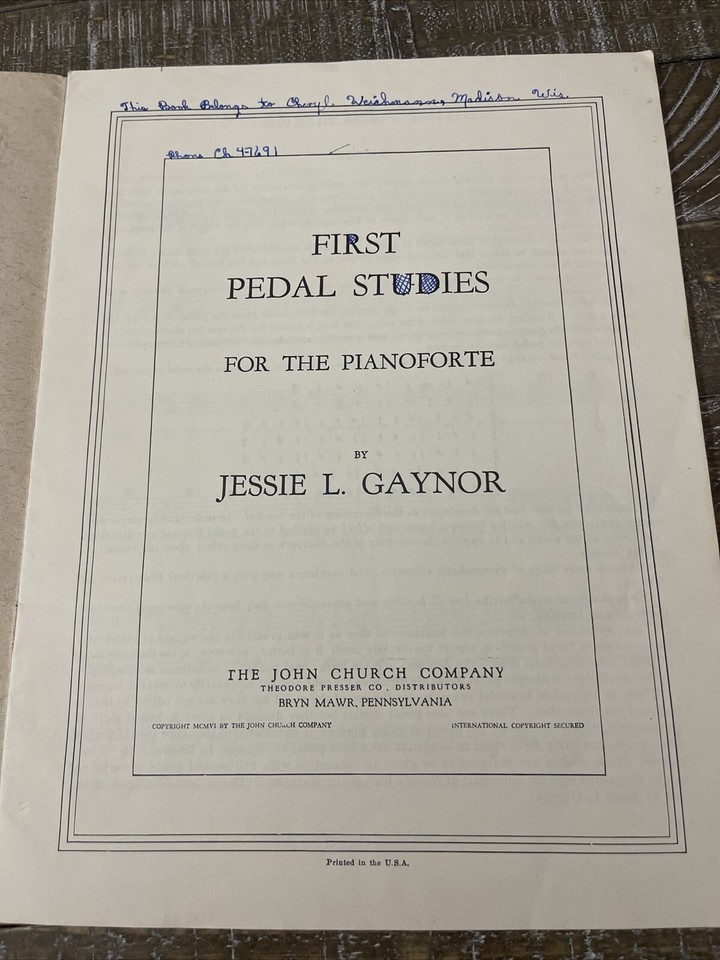 This Book Belongs to Cheryl Weichmann, Madison Wis.
Phone Ch 4-7691
FIRST
PEDAL STUDIES
FOR THE PIANOFORTE
BY
JESSIE L. GAYNOR
THE JOHN CHURCH COMPANY
THEODORE PRESSER CO., DISTRIBUTORS
BRYN MAWR, PENNSYLVANIA
COPYRIGHT MCMVI BY THE JOHN CHURCH COMPANY
INTERNATIONAL COPYRIGHT SECURED
Printed in the U.S.A.